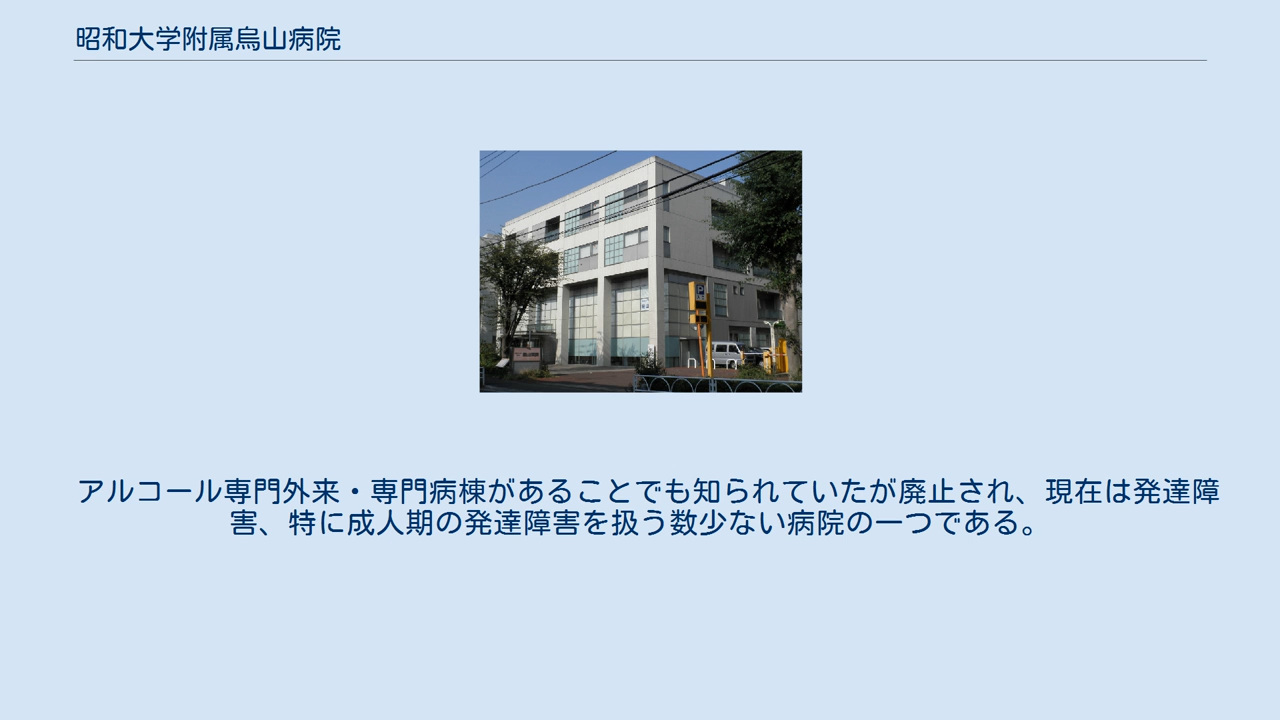 昭和大学附属烏山病院
P
アルコール専門外来・専門病棟があることでも知られていたが廃止され、現在は発達障
害、特に成人期の発達障害を扱う数少ない病院の一つである。